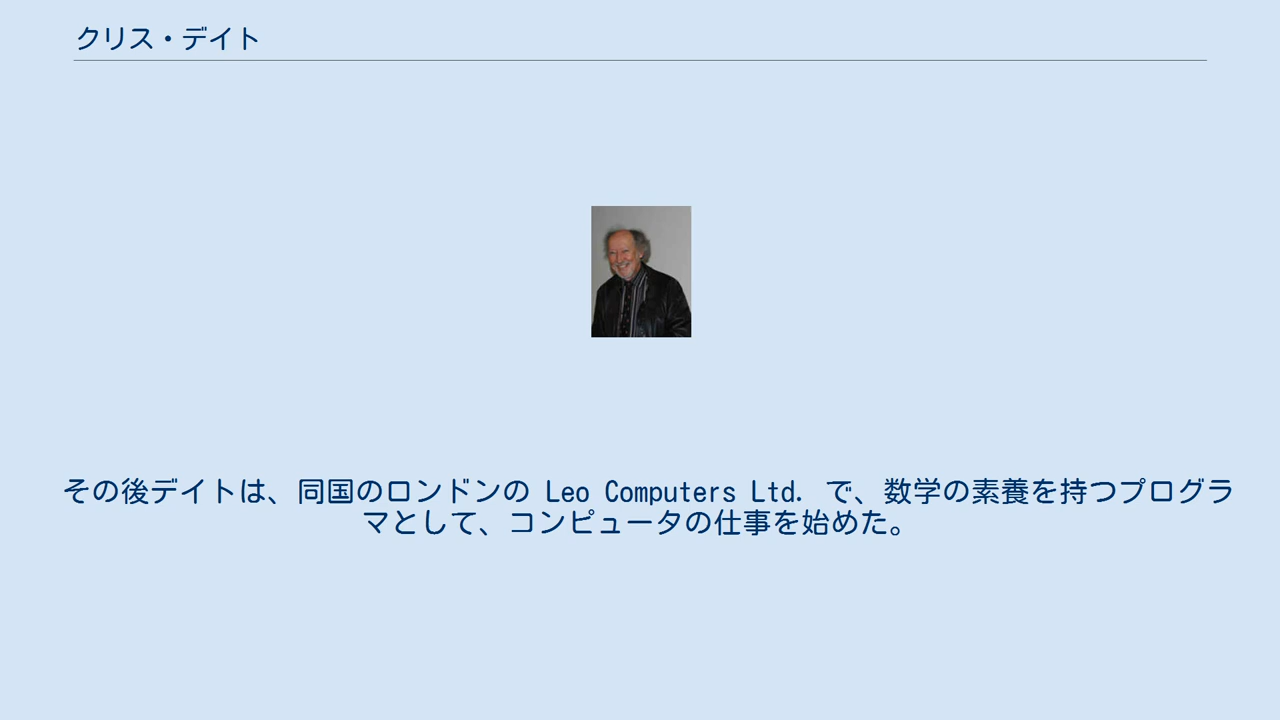 クリス・デイト
その後デイトは、同国のロンドンの Leo Computers Ltd. で、数学の素養を持つプログラ
マとして、コンピュータの仕事を始めた。